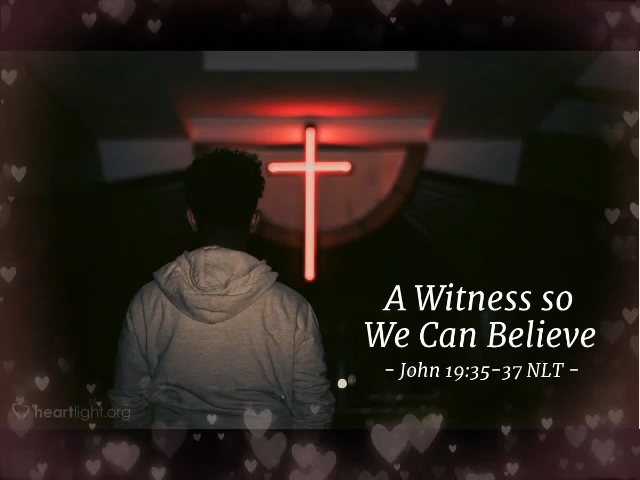 A Witness so
We Can Believe
- John 19:35-37 NLT -
heartlight.org